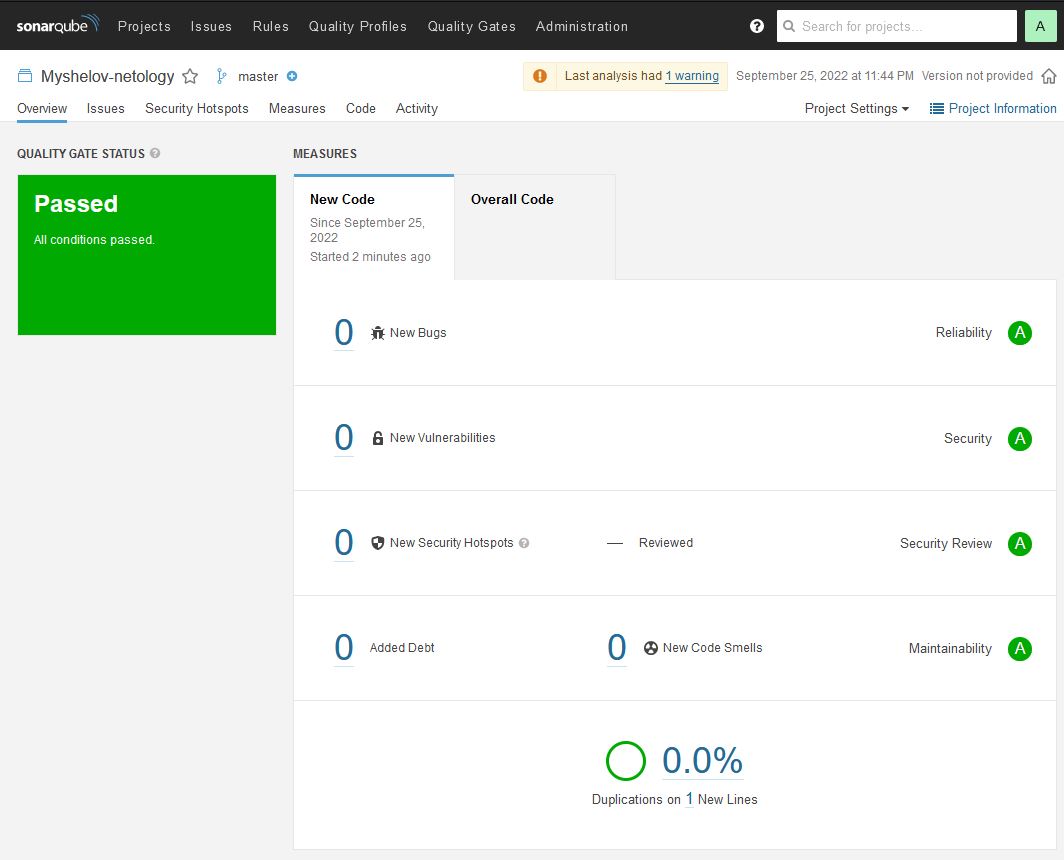 sonarqube Projects Issues Rules Quality Profiles Quality Gates Administration ? Search for projects... A
Myshelov-netology master Last analysis had 1 warning September 25, 2022 at 11:44 PM Version not provided
Overview Issues Security Hotspots Measures Code Activity Project Settings Project Information
QUALITY GATE STATUS ?
Passed
All conditions passed.
MEASURES
New Code
Since September 25,
2022
Started 2 minutes ago
Overall Code
0 New Bugs Reliability A
0 New Vulnerabilities Security A
0 New Security Hotspots ? — Reviewed Security Review A
0 Added Debt 0 New Code Smells Maintainability A
0.0%
Duplications on 1 New Lines